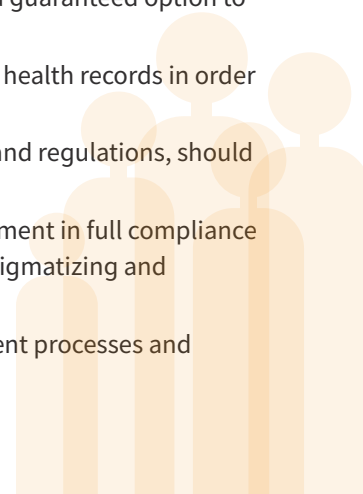 guaranteed option to
health records in order
and regulations, should
ment in full compliance
igmatizing and
ent processes and